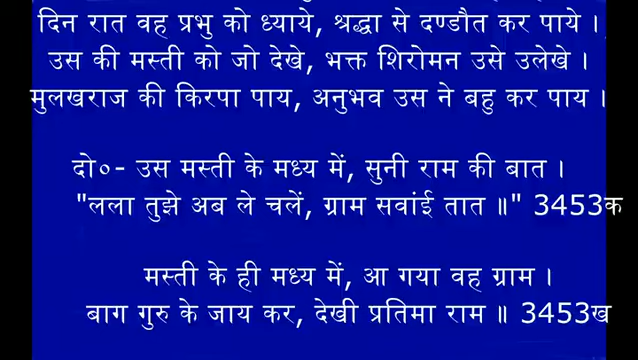 दिन रात वह प्रभु को ध्याये, श्रद्धा से दण्डौत कर पाये ।
उस की मस्ती को जो देखे, भक्त शिरोमन उसे उलेखे ।
मुलखराज की किरपा पाय, अनुभव उस ने बहु कर पाय ।
दो०- उस मस्ती के मध्य में, सुनी राम की बात ।
"लला तुझे अब ले चलें, ग्राम सवांई तात ॥" 3453क
मस्ती के ही मध्य में, आ गया वह ग्राम ।
बाग गुरु के जाय कर, देखी प्रतिमा राम ॥ 3453ख